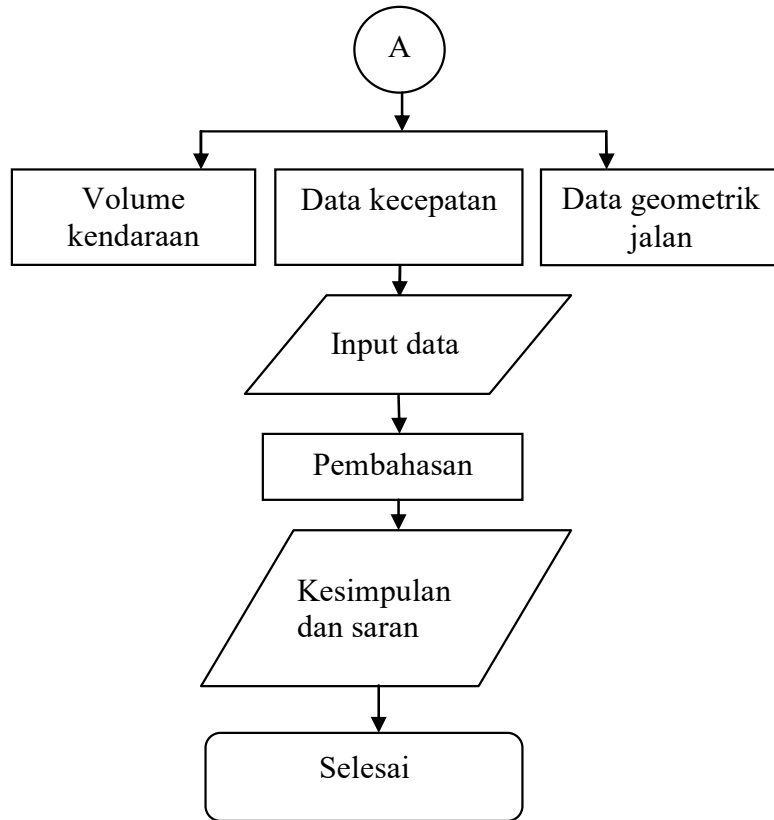 A
Volume
kendaraan
Data kecepatan
Data geometrik
jalan
Input data
Pembahasan
Kesimpulan
dan saran
Selesai